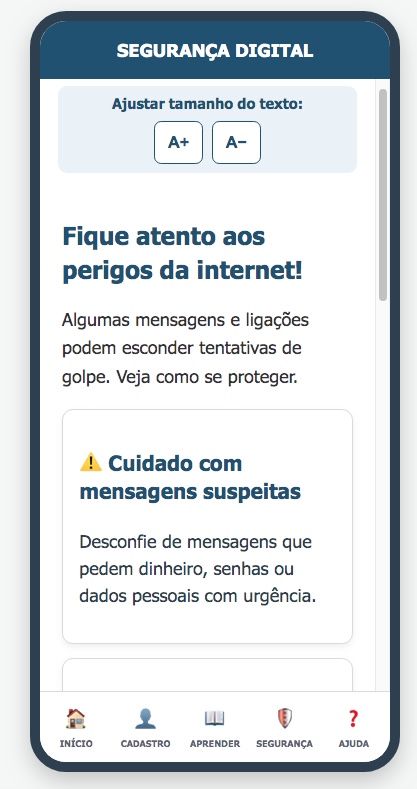 SEGURANÇA DIGITAL
Ajustar tamanho do texto:
A+ A−
Fique atento aos
perigos da internet!
Algumas mensagens e ligações
podem esconder tentativas de
golpe. Veja como se proteger.
⚠️ Cuidado com
mensagens suspeitas
Desconfie de mensagens que
pedem dinheiro, senhas ou
dados pessoais com urgência.
INÍCIO CADASTRO APRENDER SEGURANÇA AJUDA